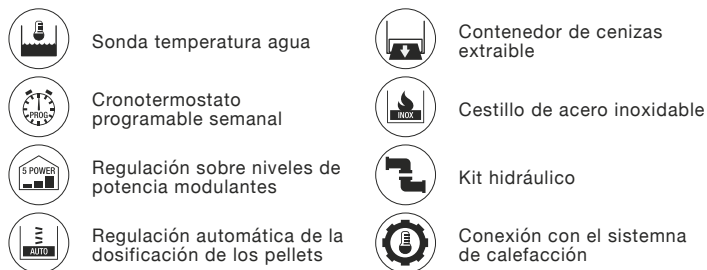 Sonda temperatura agua
PROG.
Cronotermostato
programable semanal
5 POWER
Regulación sobre niveles de
potencia modulantes
AUTO
Regulación automática de la
dosificación de los pellets
Contenedor de cenizas
extraible
INOX
Cestillo de acero inoxidable
Kit hidráulico
Conexión con el sistemna
de calefacción